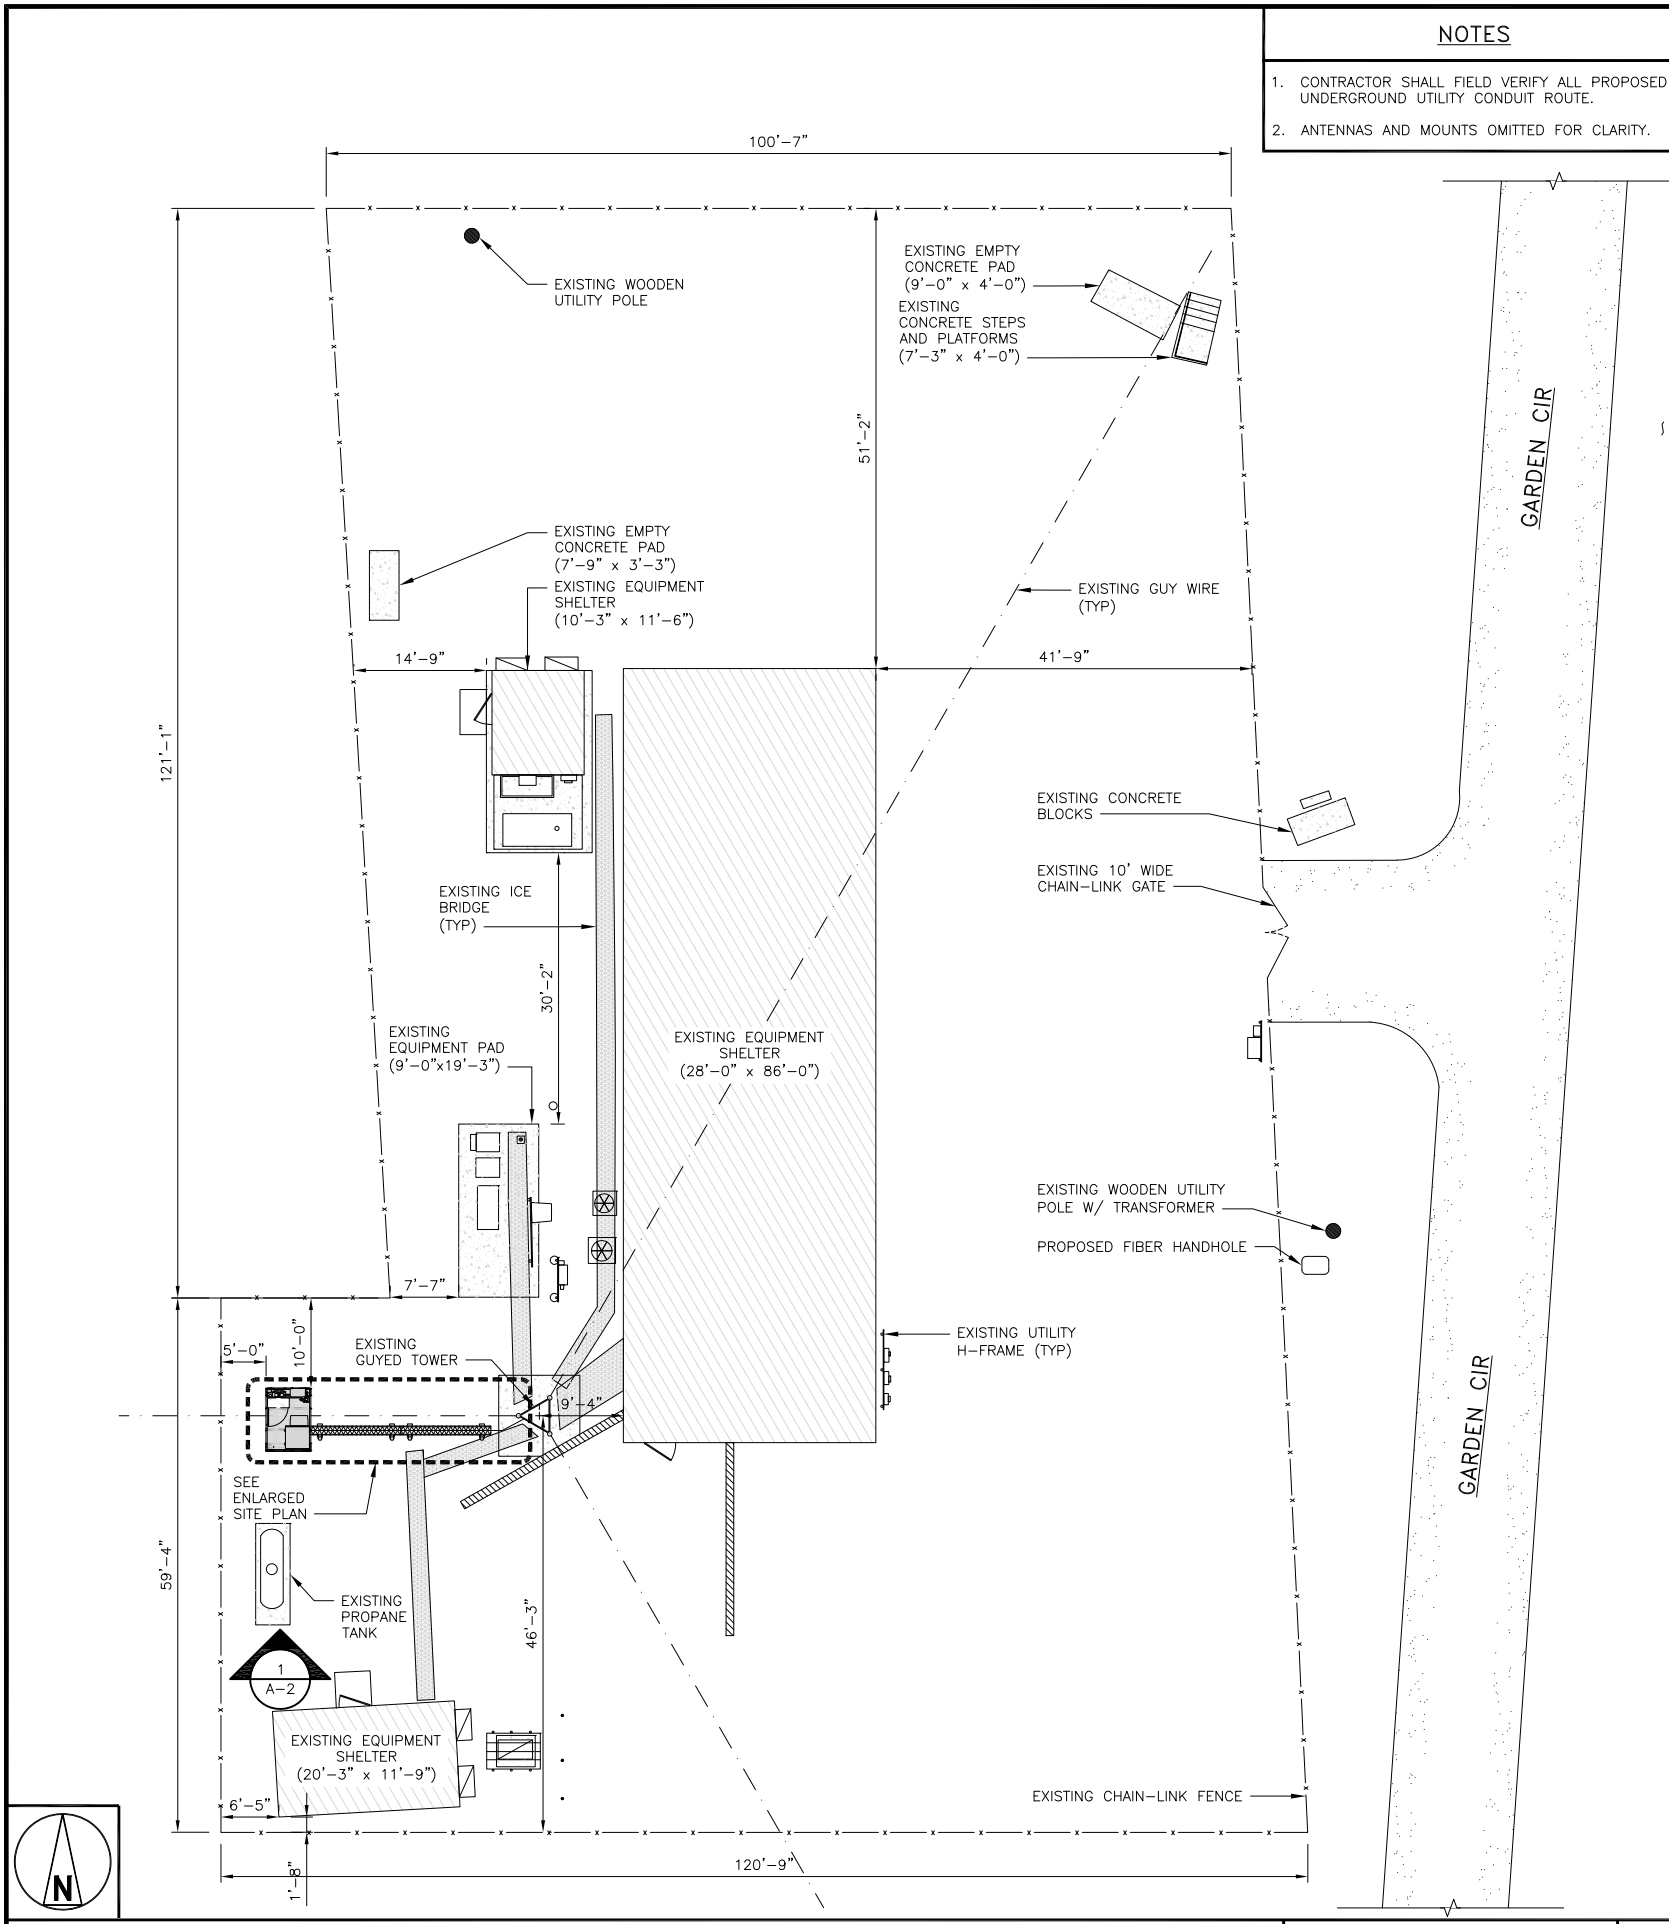 NOTES
1. CONTRACTOR SHALL FIELD VERIFY ALL PROPOSED
UNDERGROUND UTILITY CONDUIT ROUTE.
2. ANTENNAS AND MOUNTS OMITTED FOR CLARITY.
100'-7"
EXISTING WOODEN
UTILITY POLE
EXISTING EMPTY
CONCRETE PAD
(9'-0" x 4'-0")
EXISTING
CONCRETE STEPS
AND PLATFORMS
(7'-3" x 4'-0")
51'-2"
GARDEN CIR
EXISTING EMPTY
CONCRETE PAD
(7'-9" x 3'-3")
EXISTING EQUIPMENT
SHELTER
(10'-3" x 11'-6")
EXISTING GUY WIRE
(TYP)
14'-9"
41'-9"
121'-1"
EXISTING CONCRETE
BLOCKS
EXISTING 10' WIDE
CHAIN-LINK GATE
EXISTING ICE
BRIDGE
(TYP)
30'-2"
EXISTING
EQUIPMENT PAD
(9'-0"x19'-3")
EXISTING EQUIPMENT
SHELTER
(28'-0" x 86'-0")
EXISTING WOODEN UTILITY
POLE W/ TRANSFORMER
PROPOSED FIBER HANDHOLE
7'-7"
10'-0"
5'-0"
EXISTING
GUYED TOWER
EXISTING UTILITY
H-FRAME (TYP)
9'-4"
GARDEN CIR
SEE
ENLARGED
SITE PLAN
59'-4"
EXISTING
PROPANE
TANK
46'-3"
1
A-2
EXISTING EQUIPMENT
SHELTER
(20'-3" x 11'-9")
6'-5"
EXISTING CHAIN-LINK FENCE
120'-9"
1'-8"
N